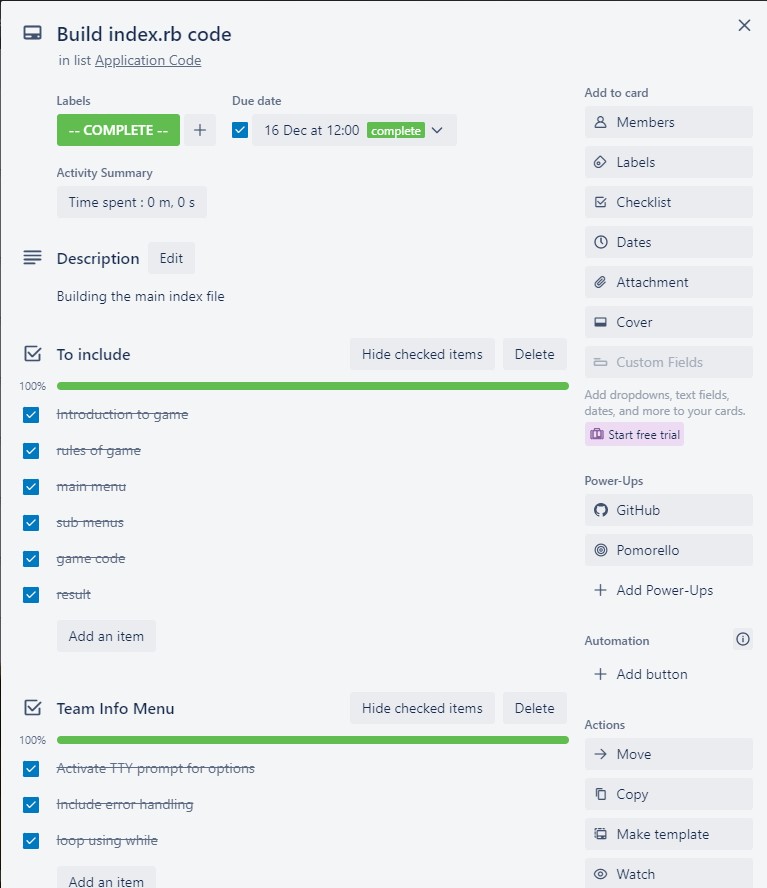 Build index.rb code
in list Application Code
Labels
Due date
-- COMPLETE --
16 Dec at 12:00 complete
Activity Summary
Time spent : 0 m, 0 s
Description
Edit
Building the main index file
To include
Hide checked items
Delete
100%
Introduction to game
rules of game
main menu
sub menus
game code
result
Add an item
Team Info Menu
Hide checked items
Delete
100%
Activate TTY prompt for options
Include error handling
loop using while
Add an item
Add to card
Members
Labels
Checklist
Dates
Attachment
Cover
Custom Fields
Add dropdowns, text fields,
dates, and more to your cards.
Start free trial
Power-Ups
GitHub
Pomorello
Add Power-Ups
Automation
Add button
Actions
Move
Copy
Make template
Watch